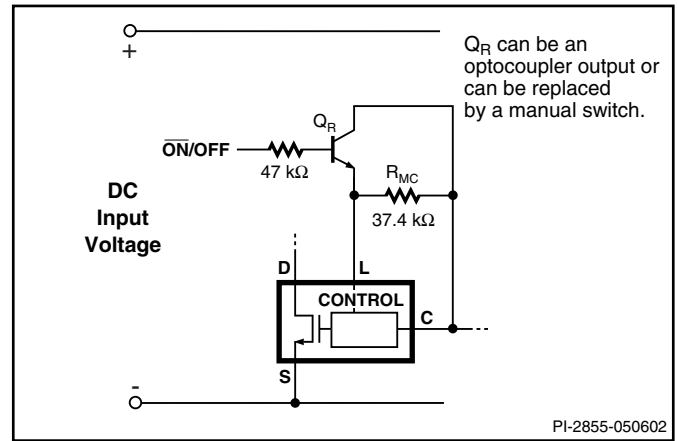 +
Q_R can be an
optocoupler output or
can be replaced
by a manual switch.
Q_R
O̅N̅/OFF
47 kΩ
R_MC
37.4 kΩ
DC
Input
Voltage
D
L
CONTROL
C
S
-
PI-2855-050602